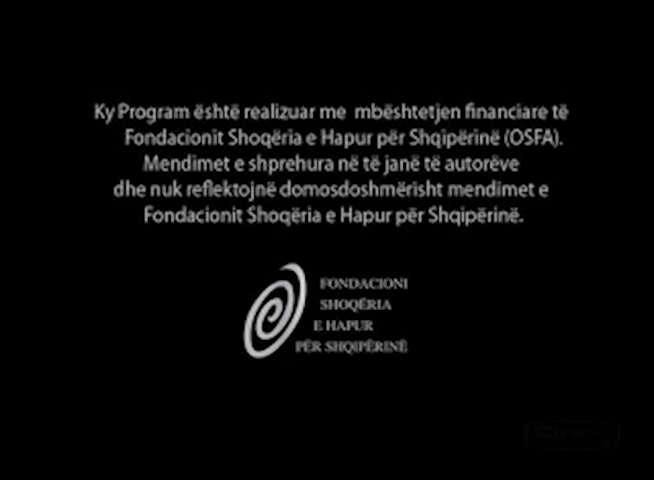 Ky Program është realizuar me mbështetjen financiare të
Fondacionit Shoqëria e Hapur për Shqipërinë (OSFA).
Mendimet e shprehura në të janë të autorëve
dhe nuk reflektojnë domosdoshmërisht mendimet e
Fondacionit Shoqëria e Hapur për Shqipërinë.
FONDACIONI
SHOQËRIA
E HAPUR
PËR SHQIPËRINË